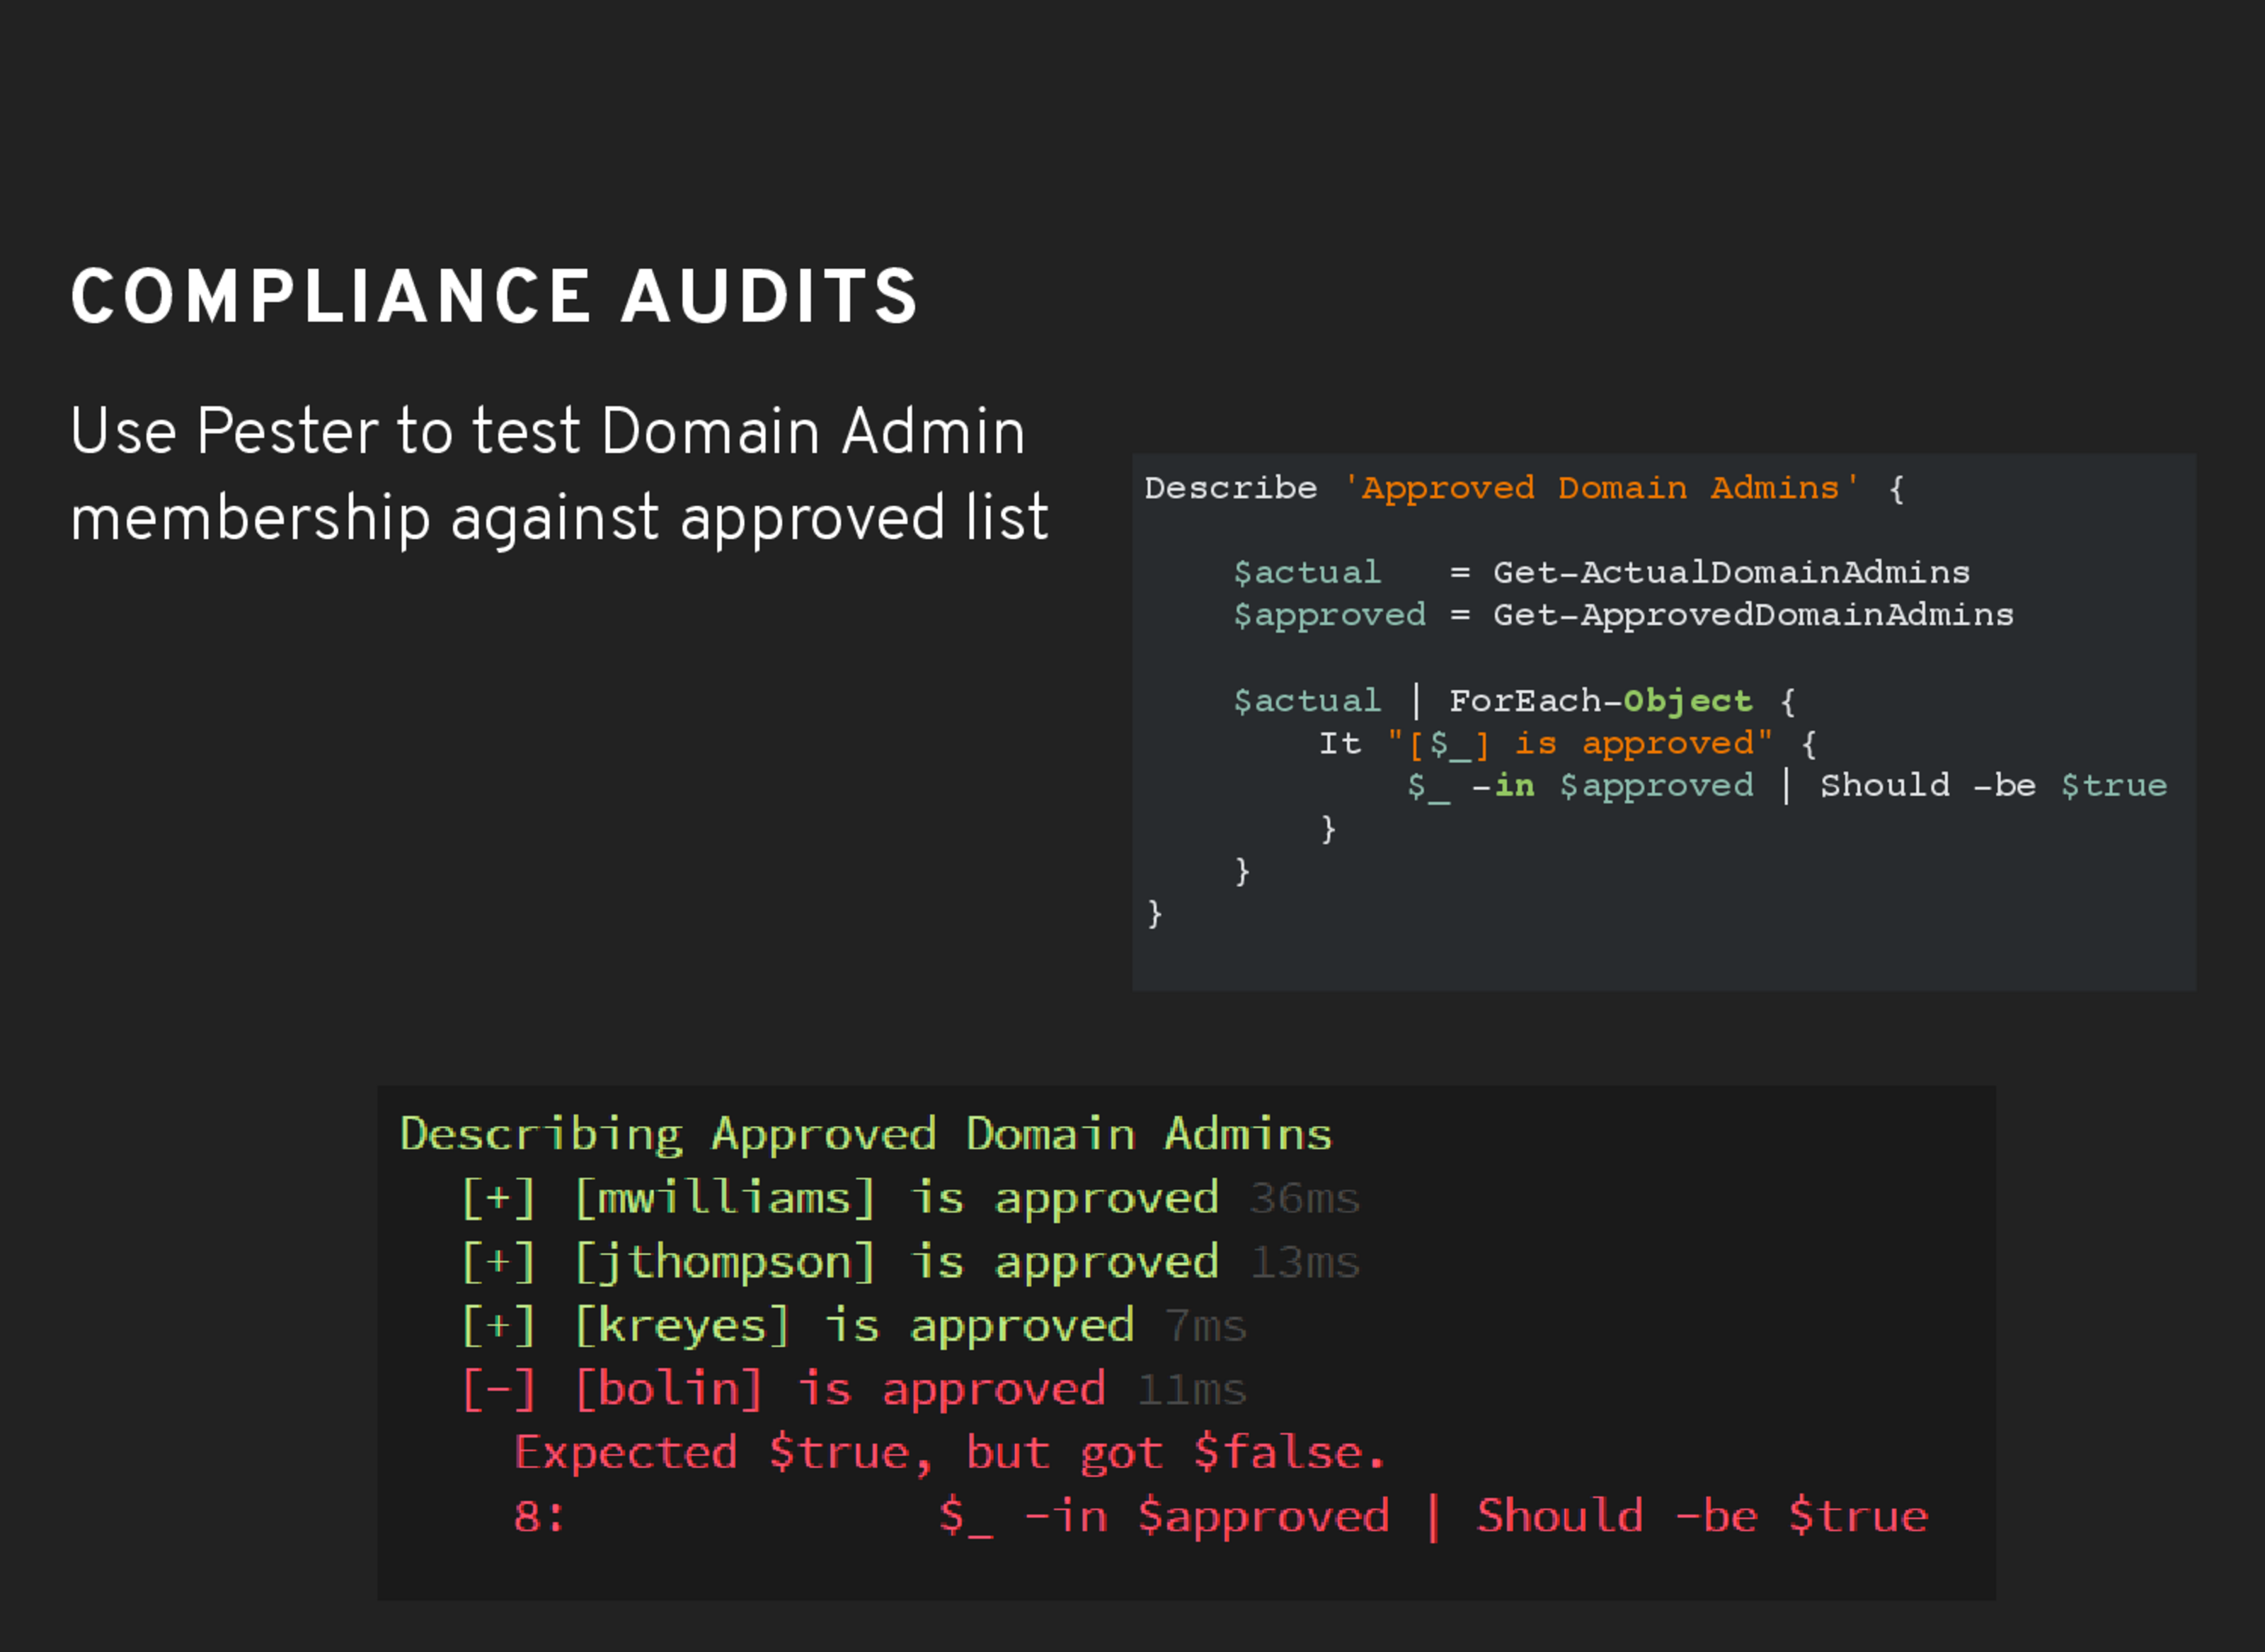 COMPLIANCE AUDITS
Use Pester to test Domain Admin
membership against approved list
Describe 'Approved Domain Admins' {
$actual   = Get-ActualDomainAdmins
$approved = Get-ApprovedDomainAdmins
$actual | ForEach-Object {
It "[$_] is approved" {
$_ -in $approved | Should -be $true
}
}
}
Describing Approved Domain Admins
[+] [mwilliams] is approved 36ms
[+] [jthompson] is approved 13ms
[+] [kreyes] is approved 7ms
[-] [bolin] is approved 11ms
Expected $true, but got $false.
8:             $_ -in $approved | Should -be $true